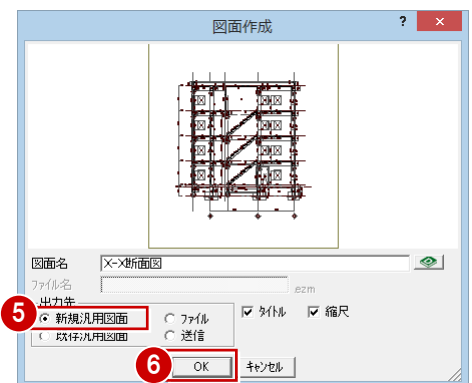 図面作成
? ×
図面名 X-X断面図
ファイル名 ezm
出力先
5 新規汎用図面 ファイル タイトル 縮尺
既存汎用図面 送信
6 OK キャンセル